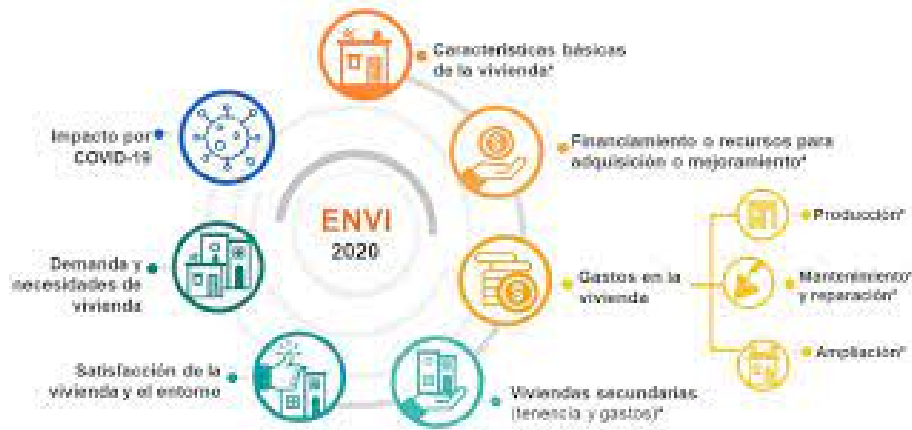 Características básicas
de la vivienda*
Financiamiento o recursos para
adquisición o mejoramiento*
Producción*
Gastos en la
vivienda
Mantenimiento*
y reparación*
Ampliación*
Viviendas secundarias
(tenencia y gastos)*
Satisfacción de la
vivienda y el entorno
Demanda y
necesidades de
vivienda
Impacto por
COVID-19
ENVI
2020